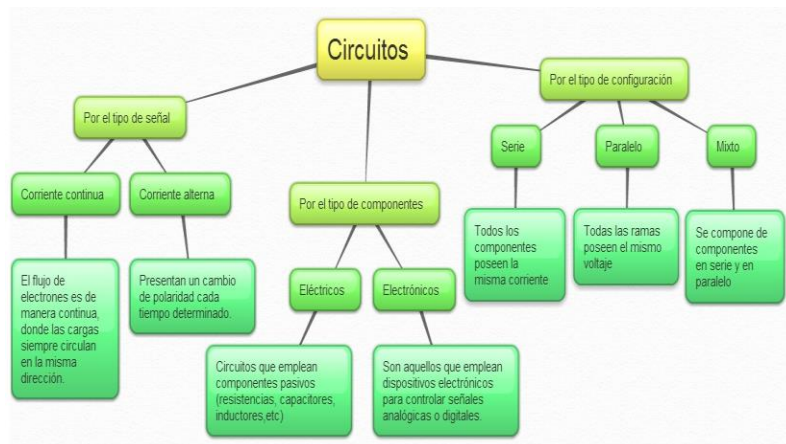 Circuitos
Por el tipo de señal
Corriente continua
El flujo de
electrones es de
manera continua,
donde las cargas
siempre circulan
en la misma
dirección.
Corriente alterna
Presentan un cambio
de polaridad cada
tiempo determinado.
Por el tipo de componentes
Eléctricos
Circuitos que emplean
componentes pasivos
(resistencias, capacitores,
inductores,etc)
Electrónicos
Son aquellos que emplean
dispositivos electrónicos
para controlar señales
analógicas o digitales.
Por el tipo de configuración
Serie
Todos los
componentes
poseen la
misma corriente
Paralelo
Todas las ramas
poseen el mismo
voltaje
Mixto
Se compone de
componentes
en serie y en
paralelo